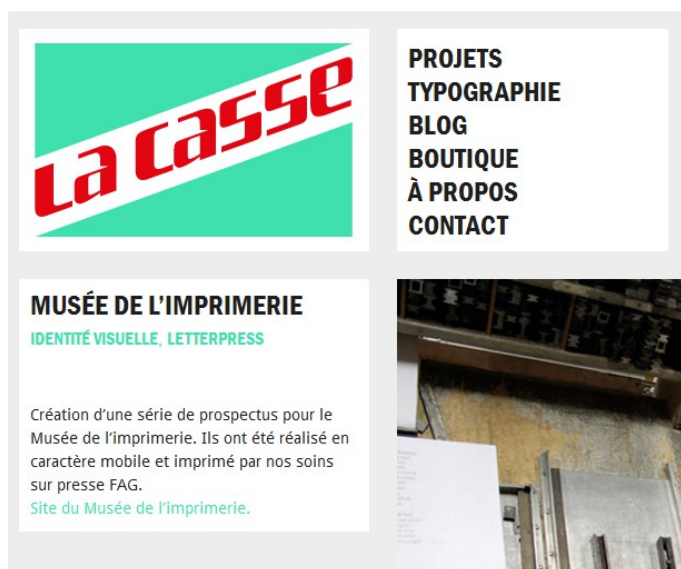 La Casse
PROJETS
TYPOGRAPHIE
BLOG
BOUTIQUE
À PROPOS
CONTACT
MUSÉE DE L’IMPRIMERIE
IDENTITÉ VISUELLE, LETTERPRESS
Création d’une série de prospectus pour le
Musée de l’imprimerie. Ils ont été réalisé en
caractère mobile et imprimé par nos soins
sur presse FAG.
Site du Musée de l’imprimerie.